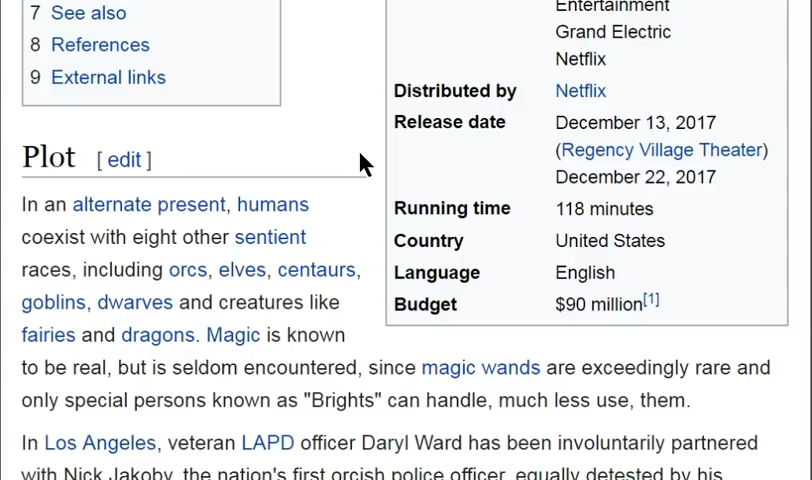 7 See also
8 References
9 External links
Entertainment
Grand Electric
Netflix
Distributed by Netflix
Release date December 13, 2017
(Regency Village Theater)
December 22, 2017
Running time 118 minutes
Country United States
Language English
Budget $90 million[1]
Plot [ edit ]
In an alternate present, humans
coexist with eight other sentient
races, including orcs, elves, centaurs,
goblins, dwarves and creatures like
fairies and dragons. Magic is known
to be real, but is seldom encountered, since magic wands are exceedingly rare and
only special persons known as "Brights" can handle, much less use, them.
In Los Angeles, veteran LAPD officer Daryl Ward has been involuntarily partnered
with Nick Jakoby, the nation's first orcish police officer, equally detested by his